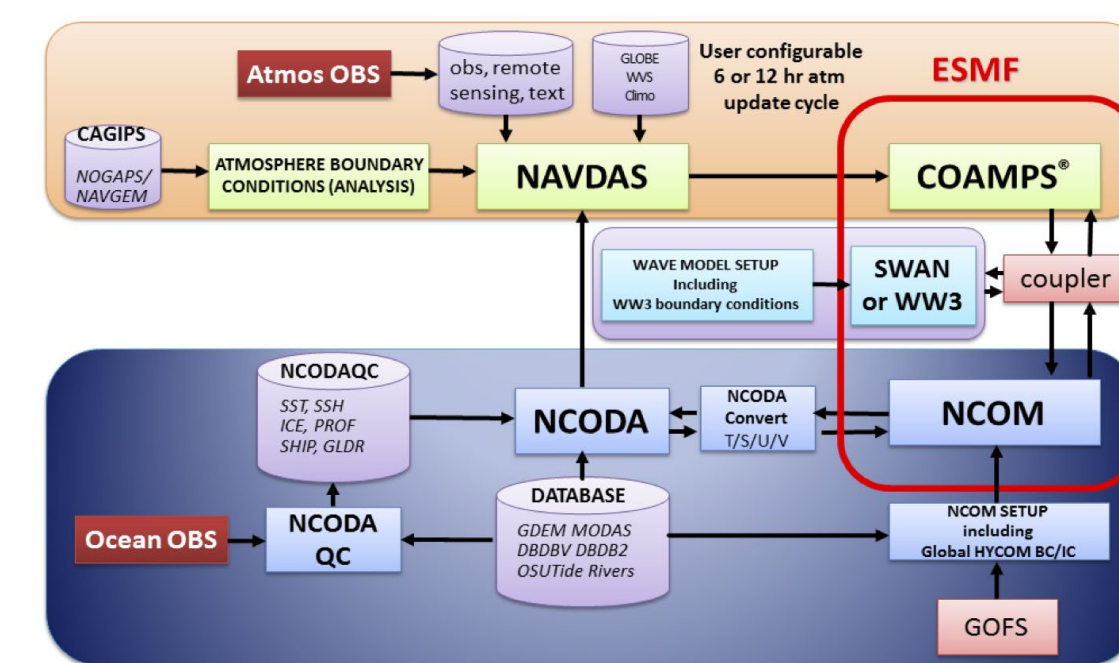 Atmos OBS
obs, remote
sensing, text
GLOBE
WVS
Climo
User configurable
6 or 12 hr atm
update cycle
ESMF
CAGIPS
NOGAPS/
NAVGEM
ATMOSPHERE BOUNDARY
CONDITIONS (ANALYSIS)
NAVDAS
COAMPS®
WAVE MODEL SETUP
Including
WW3 boundary conditions
SWAN
or WW3
coupler
NCODAQC
SST, SSH
ICE, PROF
SHIP, GLDR
NCODA
NCODA
Convert
T/S/U/V
NCOM
DATABASE
GDEM MODAS
DBDBV DBDB2
OSUTide Rivers
Ocean OBS
NCODA
QC
NCOM SETUP
including
Global HYCOM BC/IC
GOFS